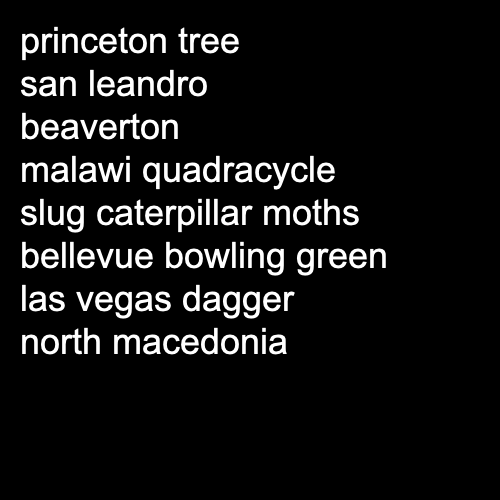 princeton tree
san leandro
beaverton
malawi quadracycle
slug caterpillar moths
bellevue bowling green
las vegas dagger
north macedonia